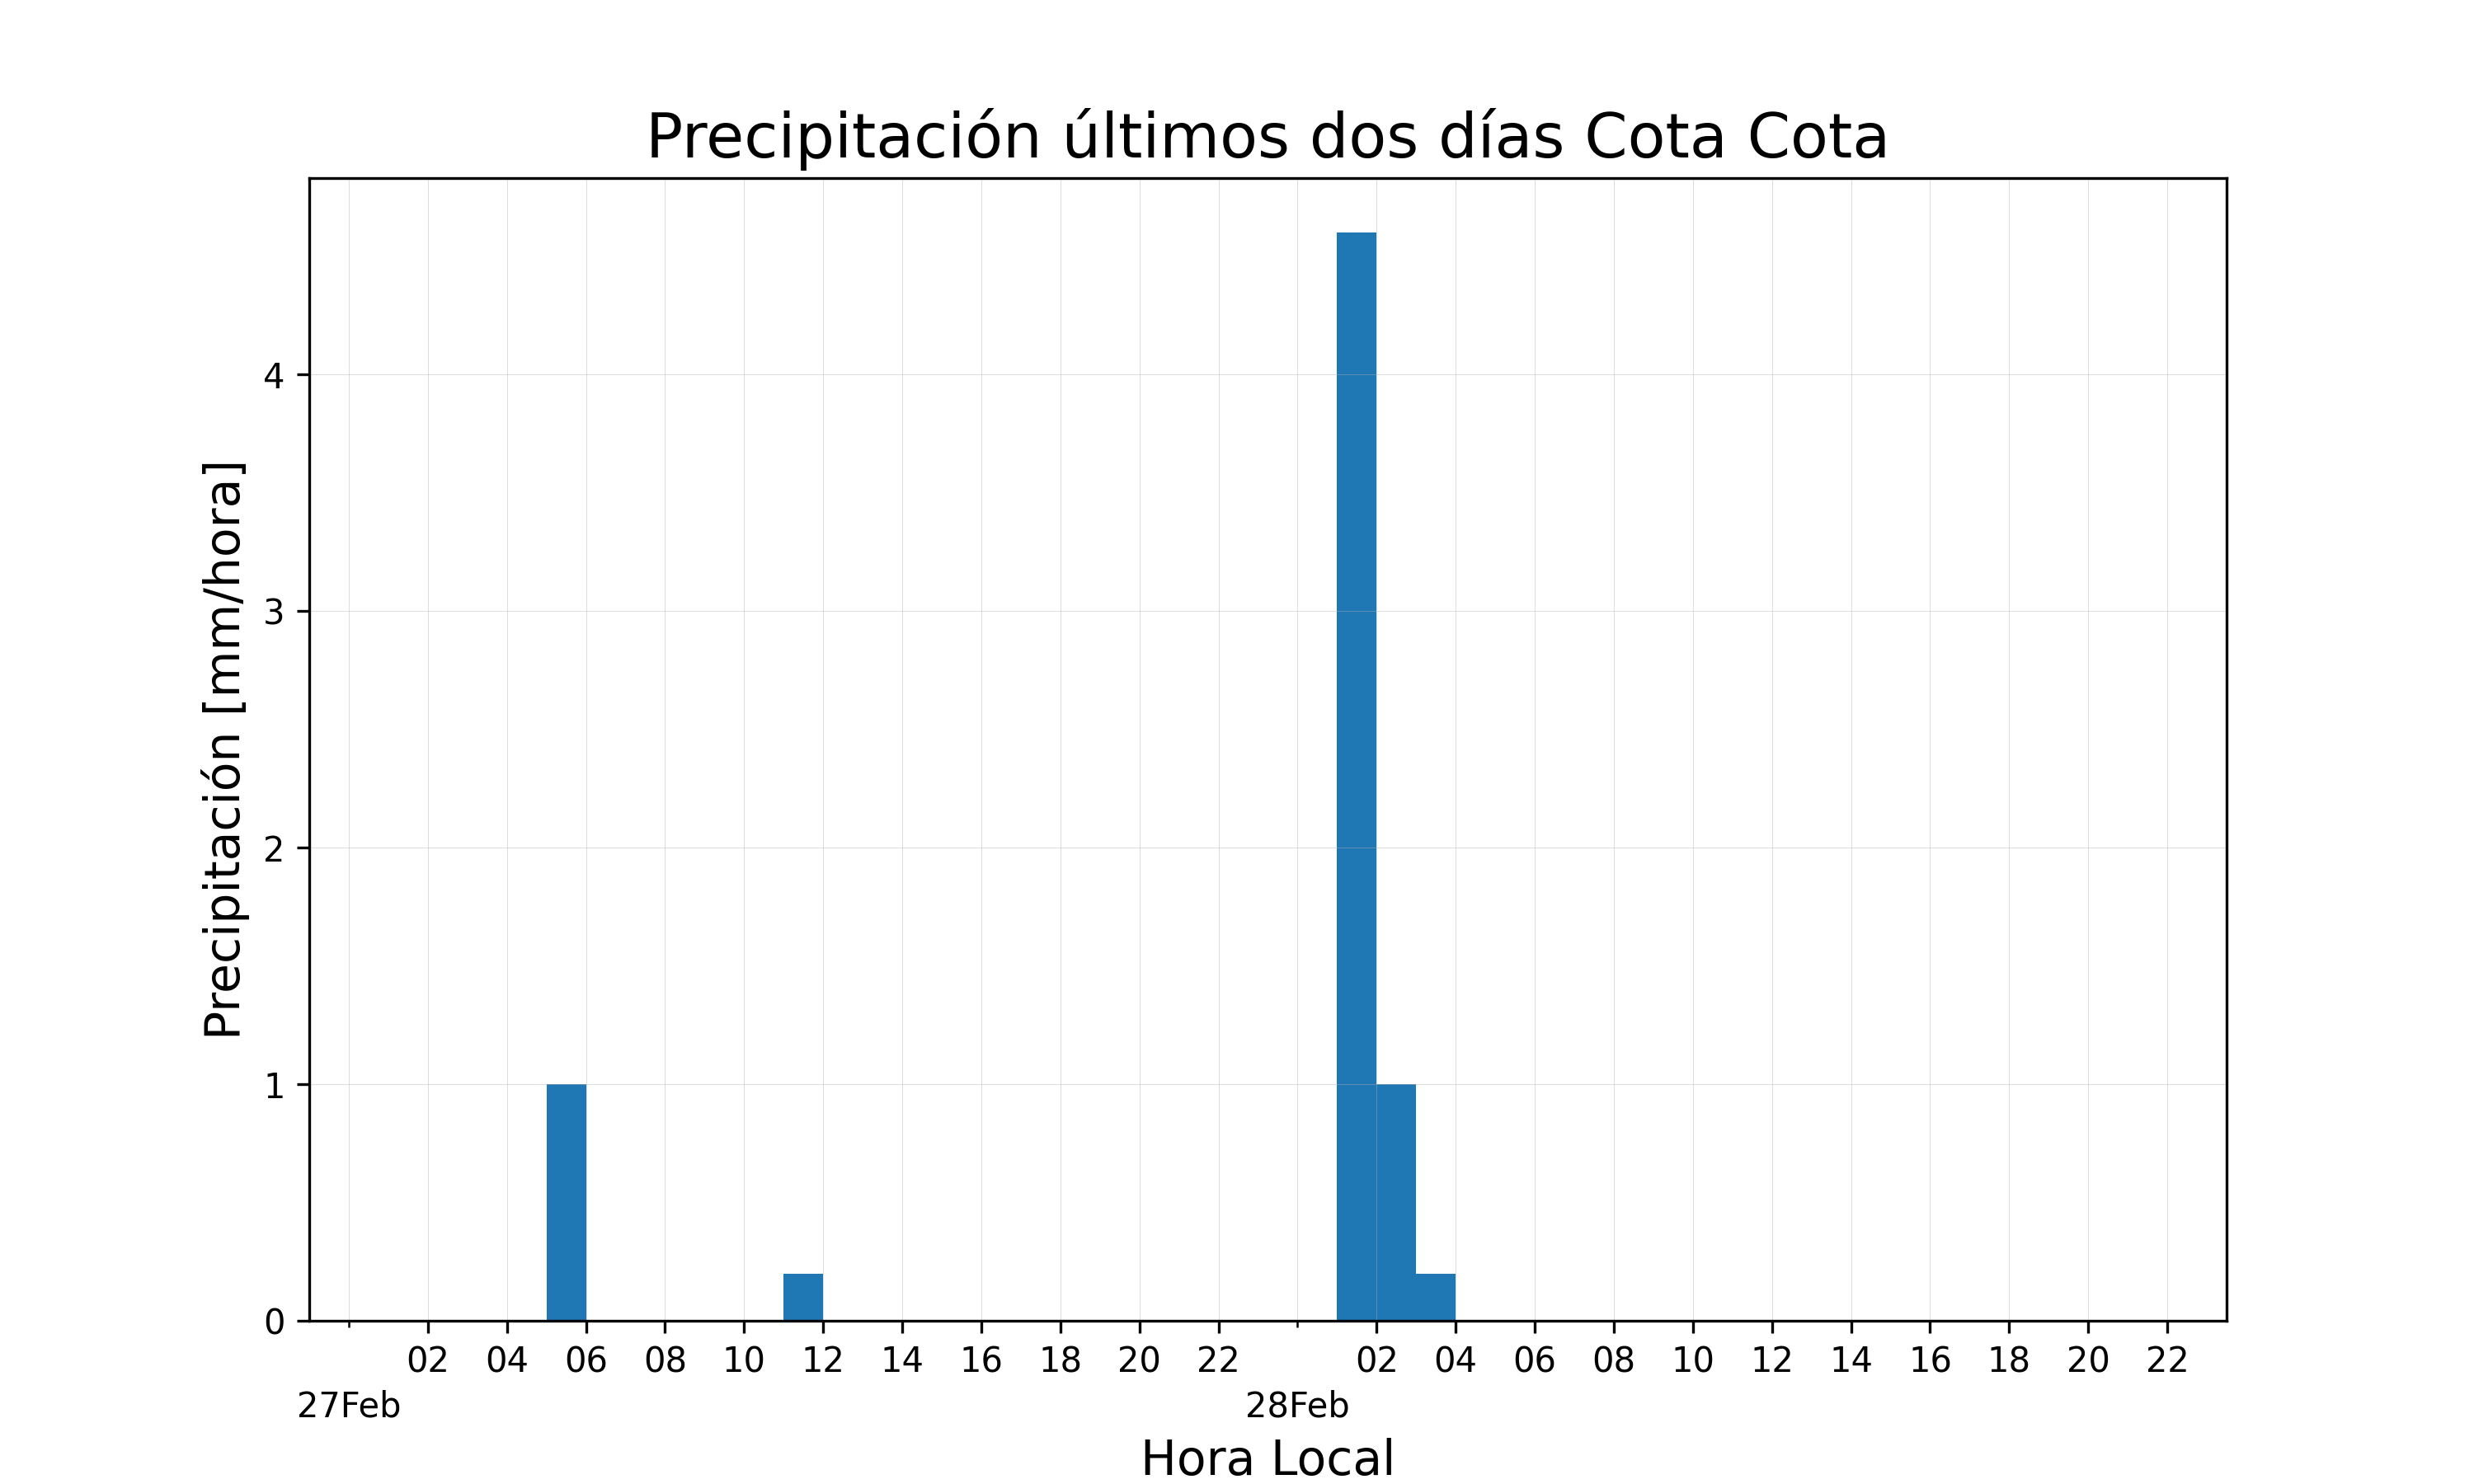 Precipitación últimos dos días Cota Cota
Precipitación [mm/hora]
4
3
2
1
0
02 04 06 08 10 12 14 16 18 20 22 02 04 06 08 10 12 14 16 18 20 22
27Feb 28Feb
Hora Local